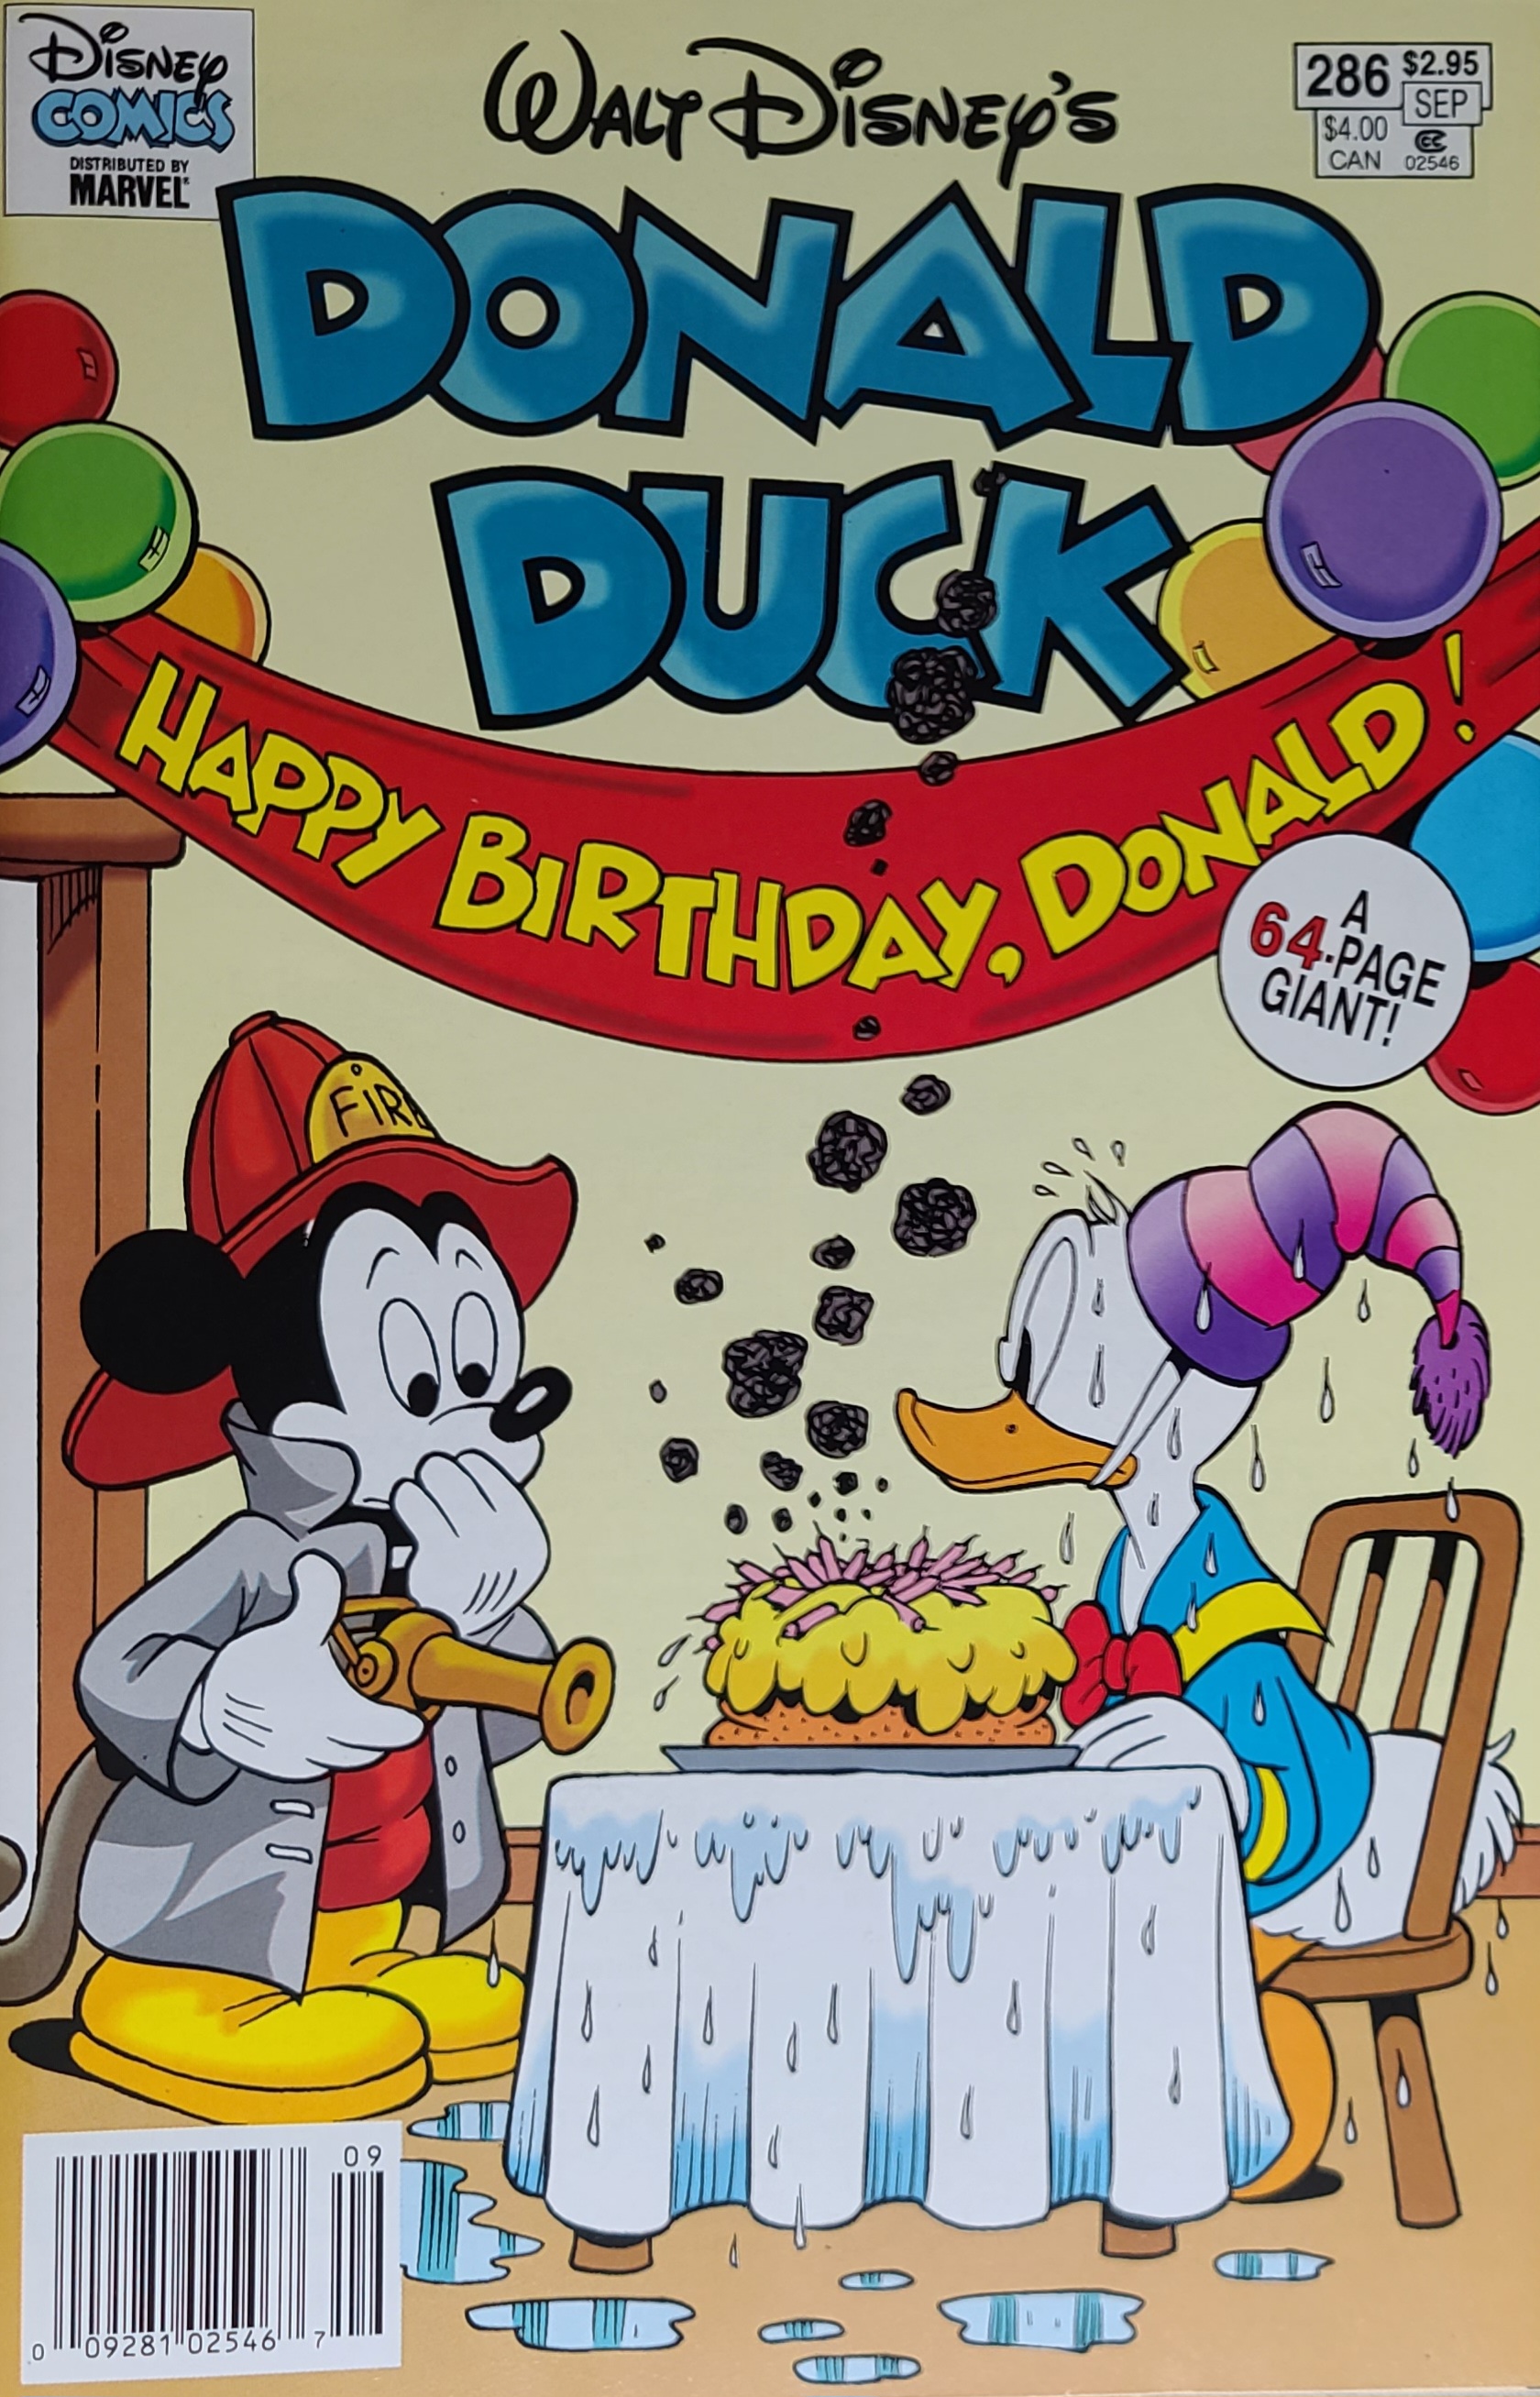 DISNEY
COMICS
DISTRIBUTED BY
MARVEL
WALT DISNEY'S
286 $2.95
SEP
$4.00
CAN
CC
02546
DONALD
DUCK
HAPPY BIRTHDAY, DONALD!
A
64-PAGE
GIANT!
FIRE
09
0 09281 02546 7